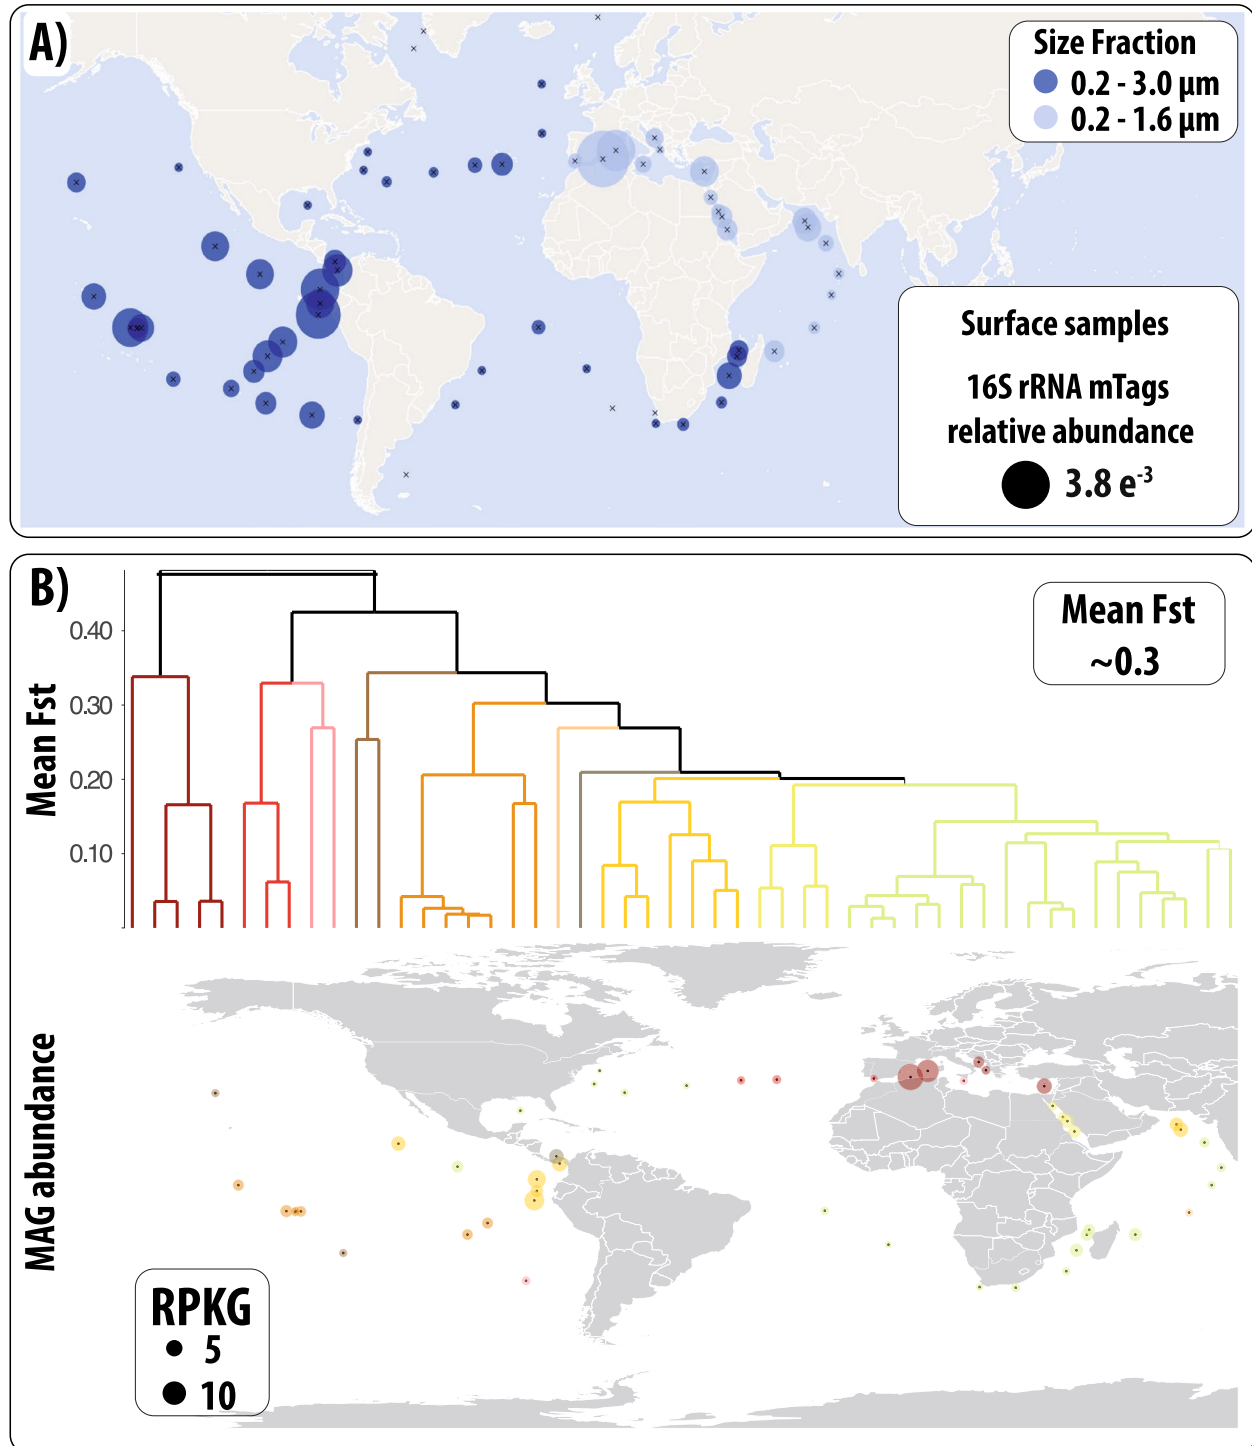 A)
Size Fraction
0.2 - 3.0 µm
0.2 - 1.6 µm
Surface samples
16S rRNA mTags
relative abundance
3.8 e⁻³
B)
Mean Fst
~0.3
Mean Fst
0.40
0.30
0.20
0.10
MAG abundance
RPKG
5
10